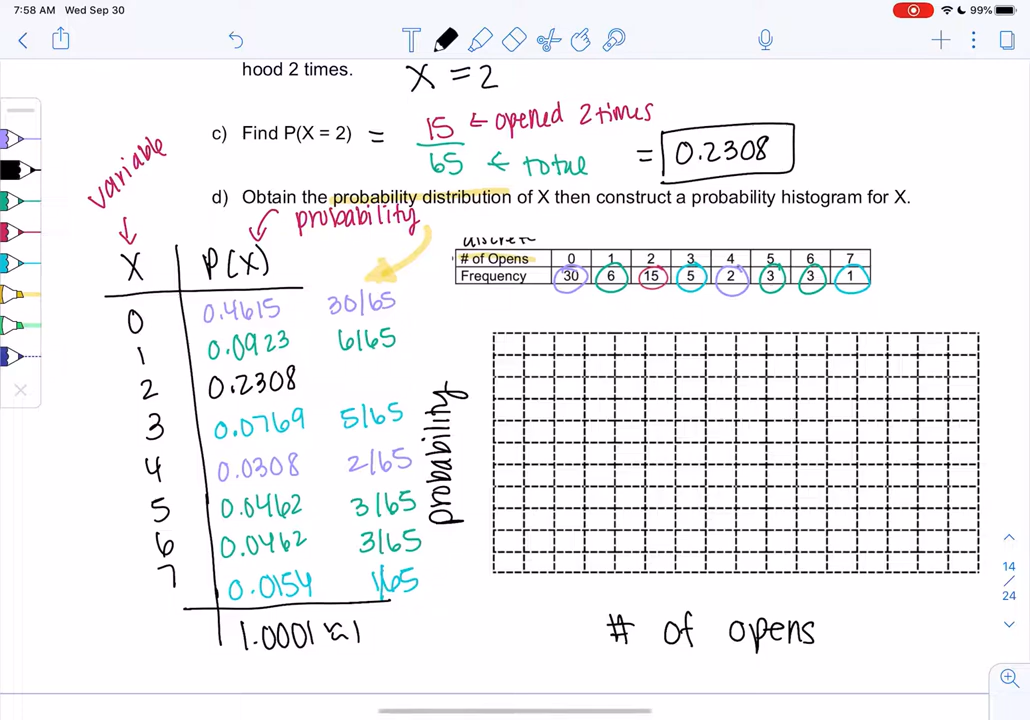 7:58 AM Wed Sep 30
99%
hood 2 times.
X = 2
c) Find P(X = 2) = 15 ← opened 2 times
65 ← total
= 0.2308
d) Obtain the probability distribution of X then construct a probability histogram for X.
variable
probability
discrete
# of Opens 0 1 2 3 4 5 6 7
Frequency 30 6 15 5 2 3 3 1
X P(X)
0 0.4615 30/65
1 0.0923 6/65
2 0.2308
3 0.0769 5/65
4 0.0308 2/65
5 0.0462 3/65
6 0.0462 3/65
7 0.0154 1/65
1.0001 ≈ 1
probability
# of opens
14
/
24